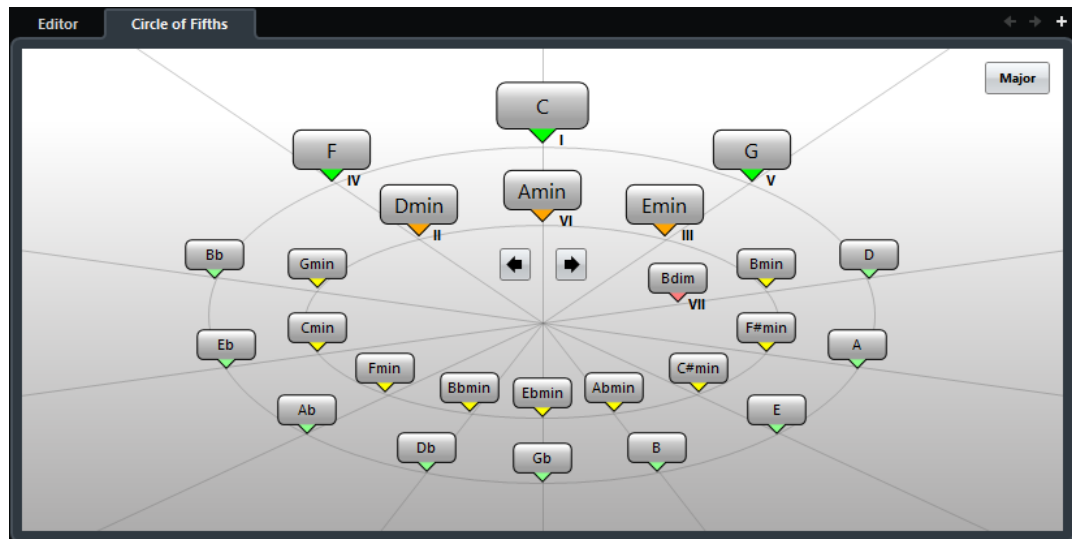 Editor
Circle of Fifths
Major
C
I
F
IV
G
V
Dmin
II
Amin
VI
Emin
III
Bb
Gmin
Bdim
VII
Bmin
D
Eb
Cmin
F#min
A
Fmin
C#min
Bbmin
Ebmin
Abmin
Ab
E
Db
Gb
B